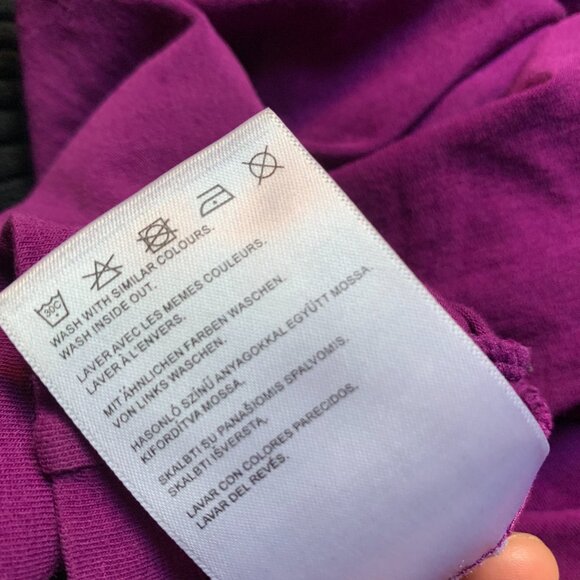 30C
WASH WITH SIMILAR COLOURS.
WASH INSIDE OUT.
LAVER AVEC LES MEMES COULEURS.
LAVER À L'ENVERS.
MIT ÄHNLICHEN FARBEN WASCHEN.
VON LINKS WASCHEN.
HASONLÓ SZÍNŰ ANYAGOKKAL EGYÜTT MOSSA.
KIFORDÍTVA MOSSA.
SKALBTI SU PANAŠIOMIS SPALVOMIS.
SKALBTI IŠVERSTĄ.
LAVAR CON COLORES PARECIDOS.
LAVAR DEL REVÉS.